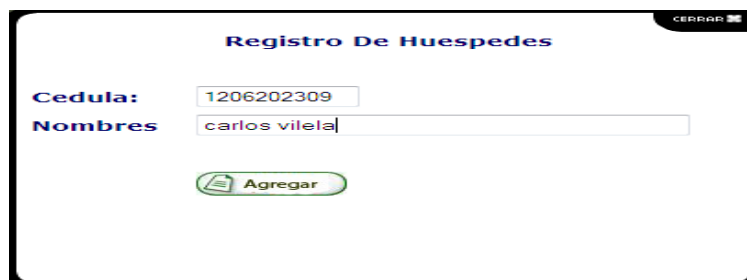 CERRAR
Registro De Huespedes
Cedula: 1206202309
Nombres carlos vilela
Agregar